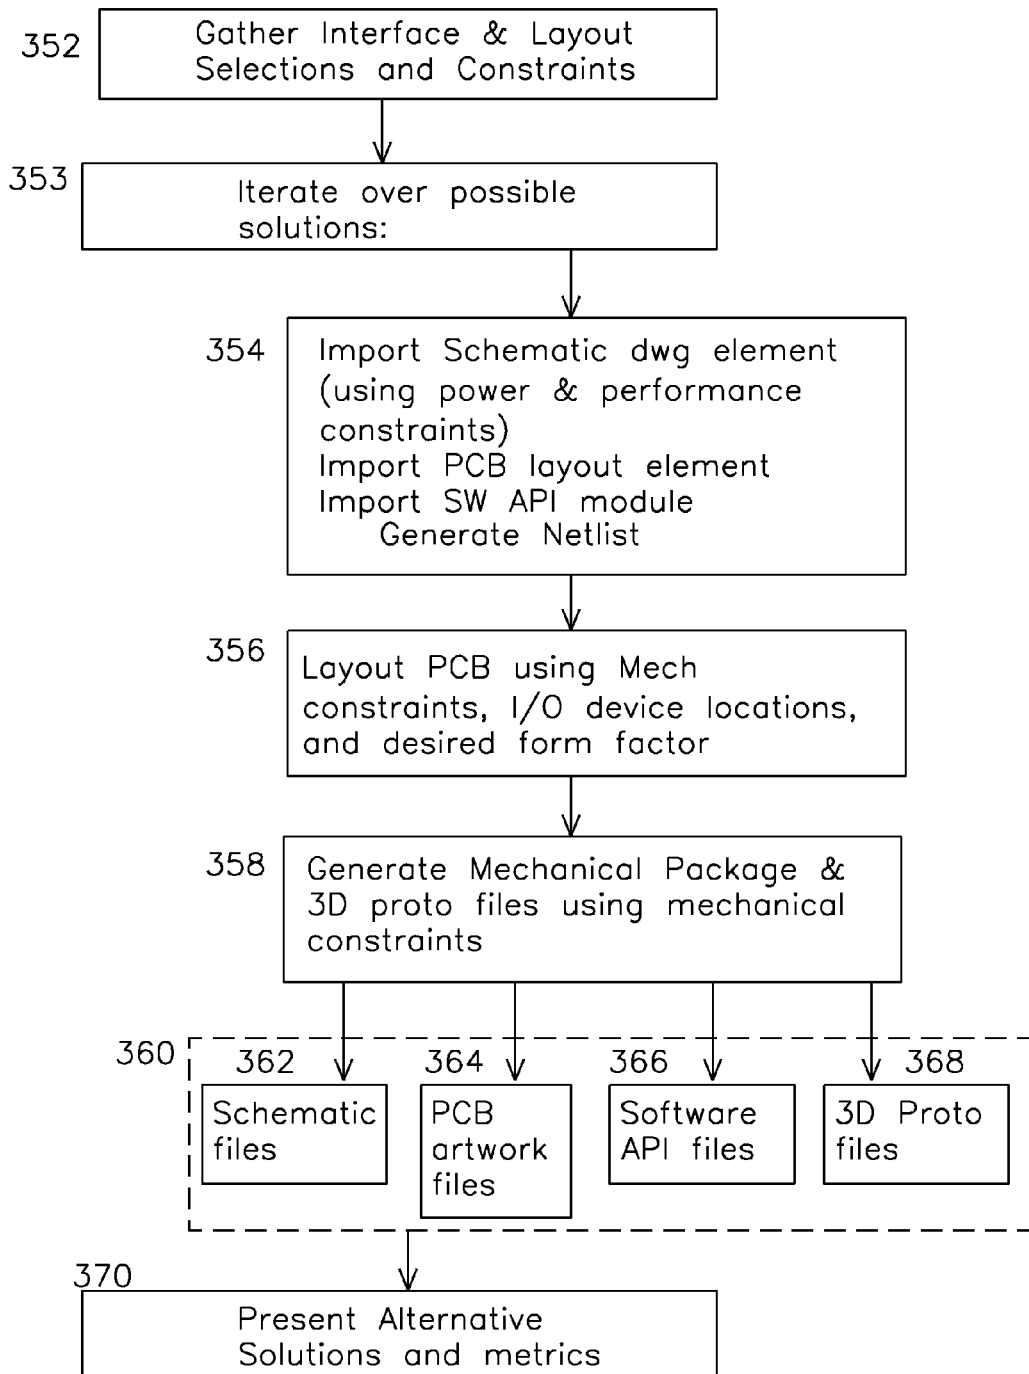 352
Gather Interface & Layout
Selections and Constraints
353
Iterate over possible
solutions:
354
Import Schematic dwg element
(using power & performance
constraints)
Import PCB layout element
Import SW API module
Generate Netlist
356
Layout PCB using Mech
constraints, I/O device locations,
and desired form factor
358
Generate Mechanical Package &
3D proto files using mechanical
constraints
360
362
Schematic
files
364
PCB
artwork
files
366
Software
API files
368
3D Proto
files
370
Present Alternative
Solutions and metrics